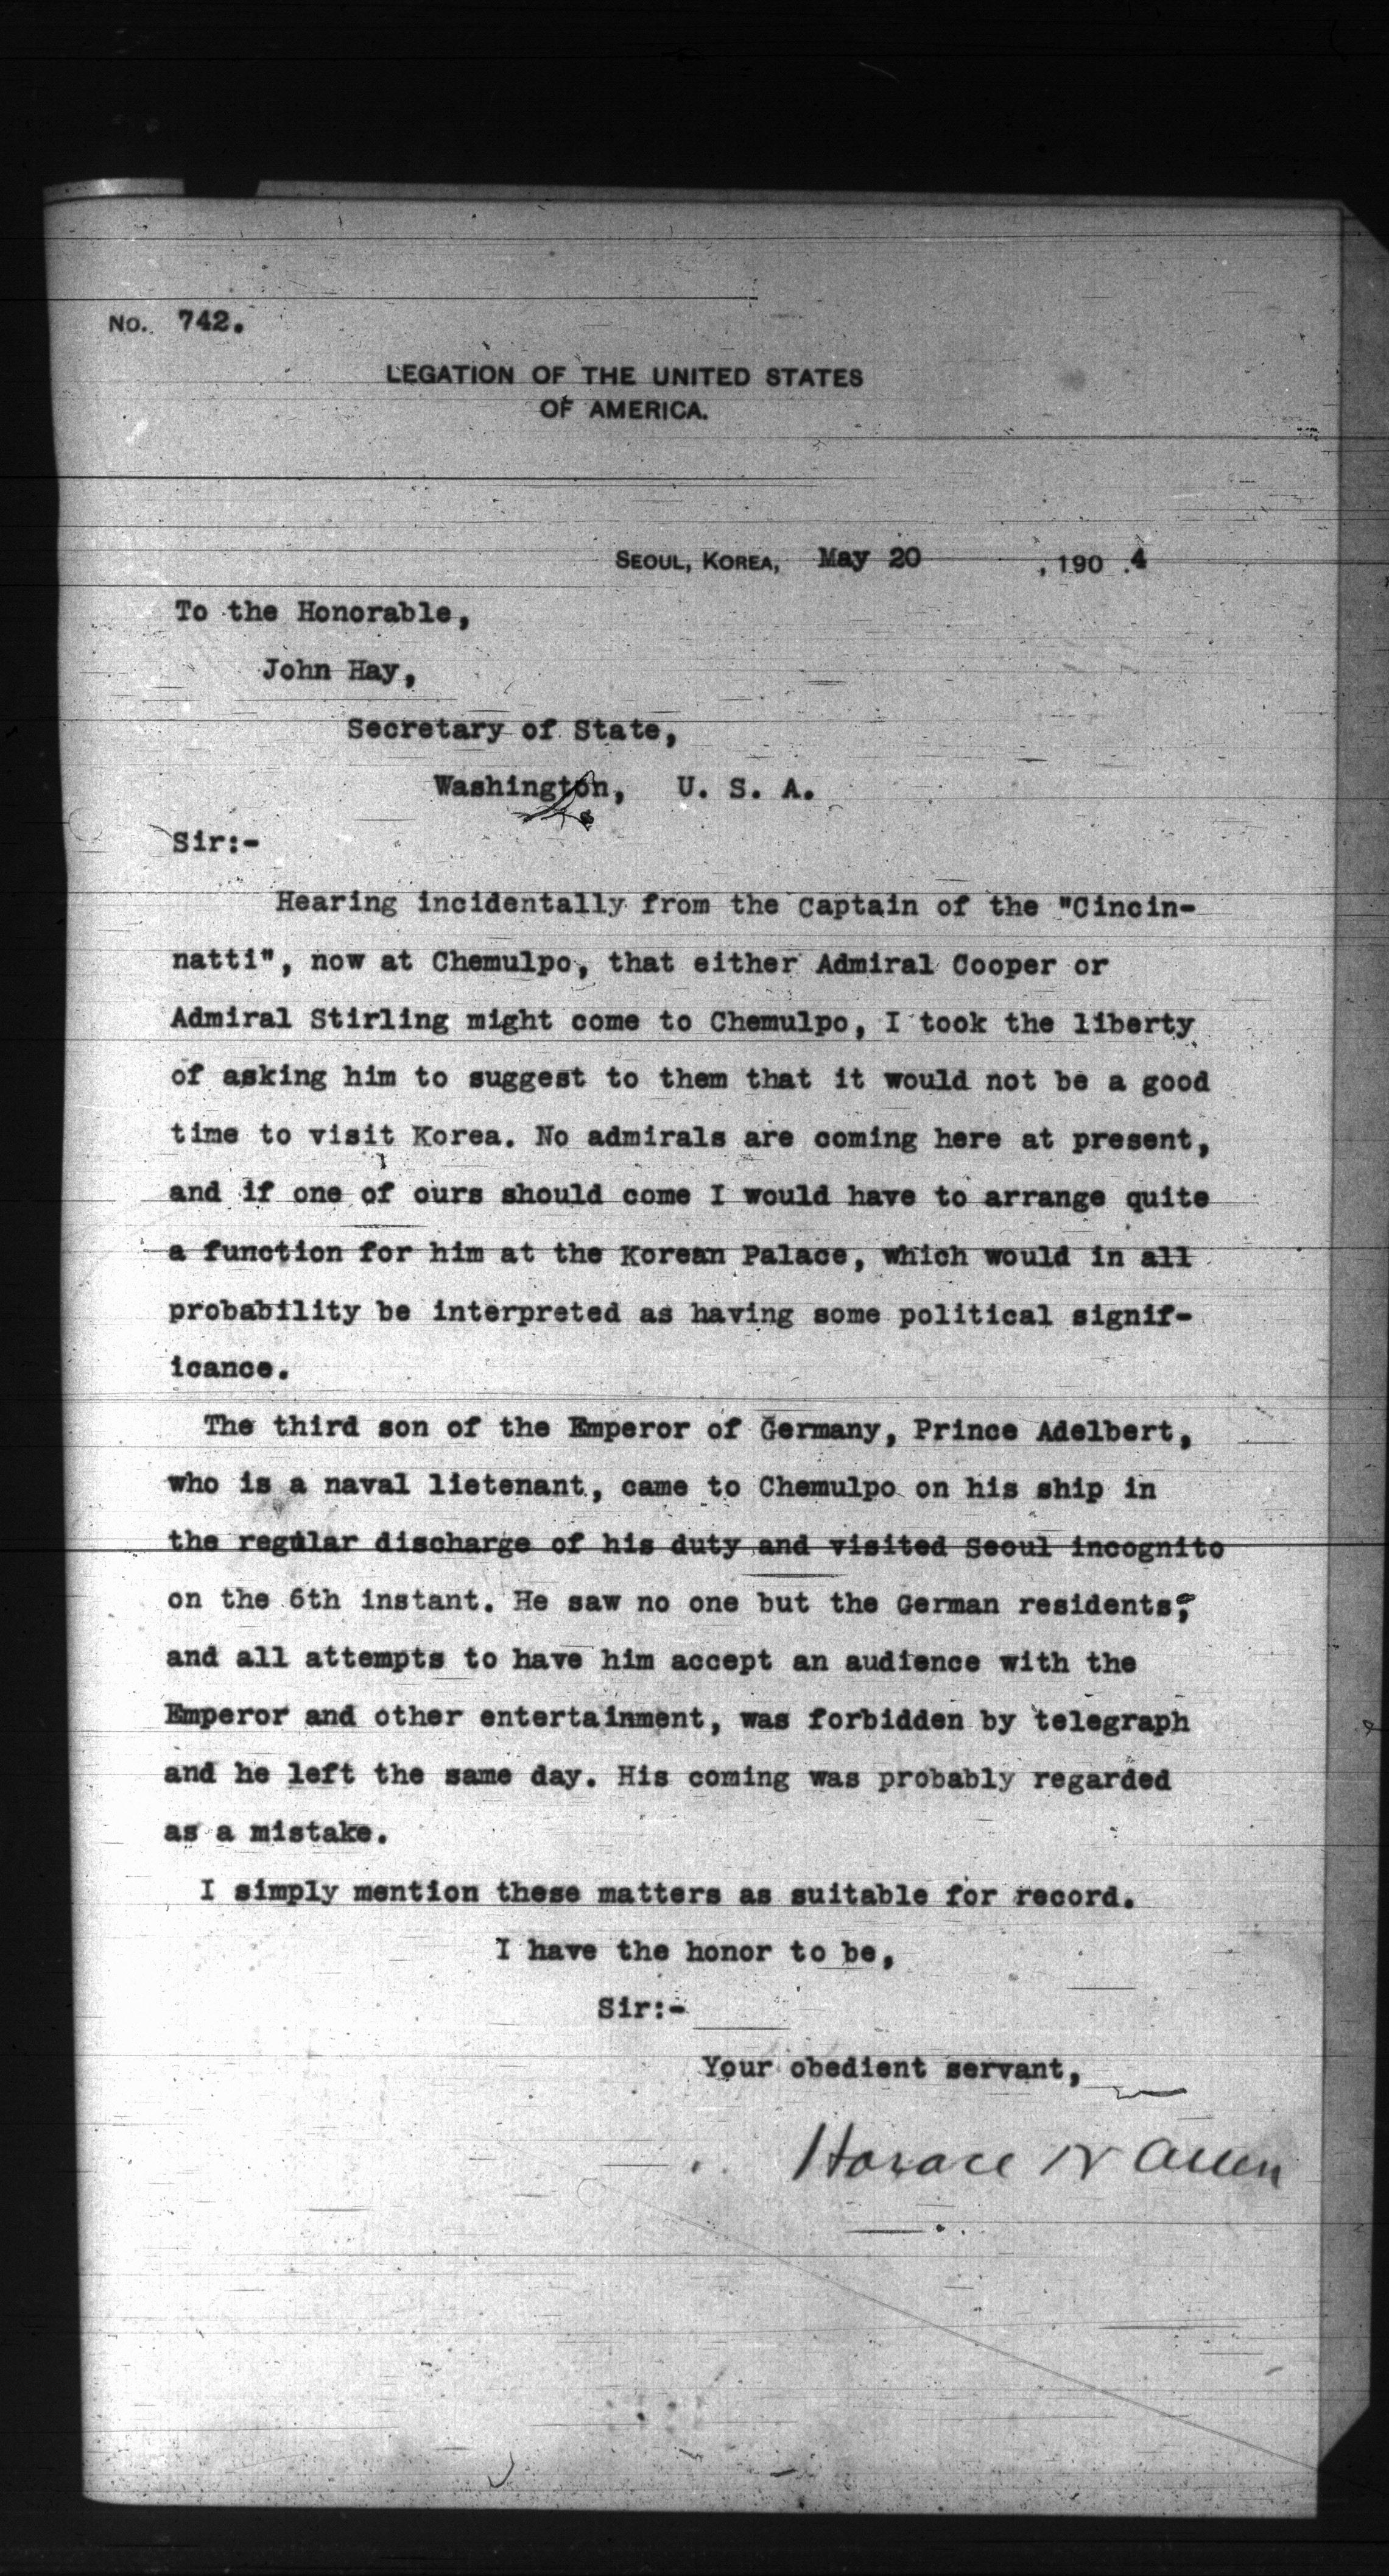 No. 742.
LEGATION OF THE UNITED STATES
OF AMERICA.
SEOUL, KOREA, May 20 , 190 .4
To the Honorable,
John Hay,
Secretary of State,
Washington, U. S. A.
Sir:-
Hearing incidentally from the Captain of the "Cincin-
natti", now at Chemulpo, that either Admiral Cooper or
Admiral Stirling might come to Chemulpo, I took the liberty
of asking him to suggest to them that it would not be a good
time to visit Korea. No admirals are coming here at present,
and if one of ours should come I would have to arrange quite
a function for him at the Korean Palace, which would in all
probability be interpreted as having some political signif-
icance.
The third son of the Emperor of Germany, Prince Adelbert,
who is a naval lietenant, came to Chemulpo on his ship in
the regular discharge of his duty and visited Seoul incognito
on the 6th instant. He saw no one but the German residents;
and all attempts to have him accept an audience with the
Emperor and other entertainment, was forbidden by telegraph
and he left the same day. His coming was probably regarded
as a mistake.
I simply mention these matters as suitable for record.
I have the honor to be,
Sir:-
Your obedient servant,
Horace N Allen